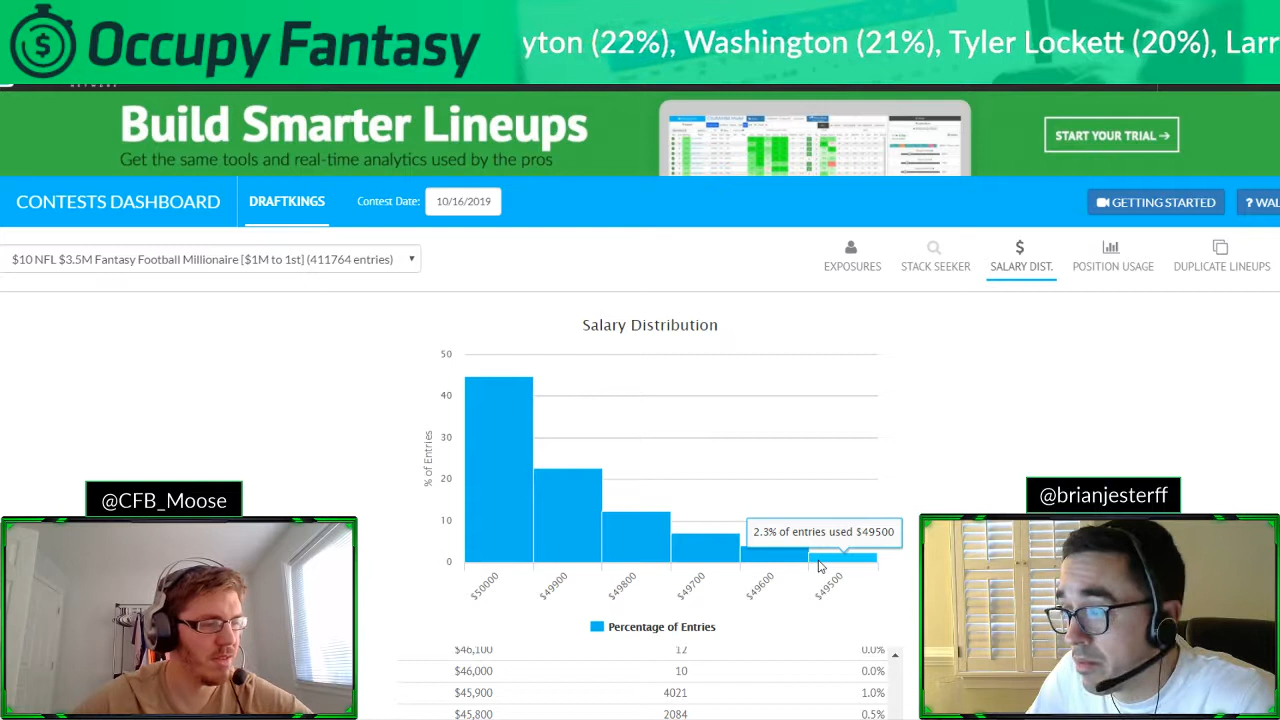 $
Occupy Fantasy
yton (22%), Washington (21%), Tyler Lockett (20%), Larr
Build Smarter Lineups
Get the same tools and real-time analytics used by the pros
START YOUR TRIAL →
CONTESTS DASHBOARD
DRAFTKINGS
Contest Date:
10/16/2019
GETTING STARTED
? WAL
$10 NFL $3.5M Fantasy Football Millionaire [$1M to 1st] (411764 entries)
EXPOSURES
STACK SEEKER
$
SALARY DIST.
POSITION USAGE
DUPLICATE LINEUPS
Salary Distribution
% of Entries
50
40
30
20
10
0
2.3% of entries used $49500
$50000
$49900
$49800
$49700
$49600
$49500
Percentage of Entries
$46,100 12 0.0%
$46,000 10 0.0%
$45,900 4021 1.0%
$45,800 2084 0.5%
@CFB_Moose
@brianjesterff